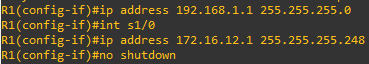 R1(config-if)#ip address 192.168.1.1 255.255.255.0
R1(config-if)#int s1/0
R1(config-if)#ip address 172.16.12.1 255.255.255.248
R1(config-if)#no shutdown